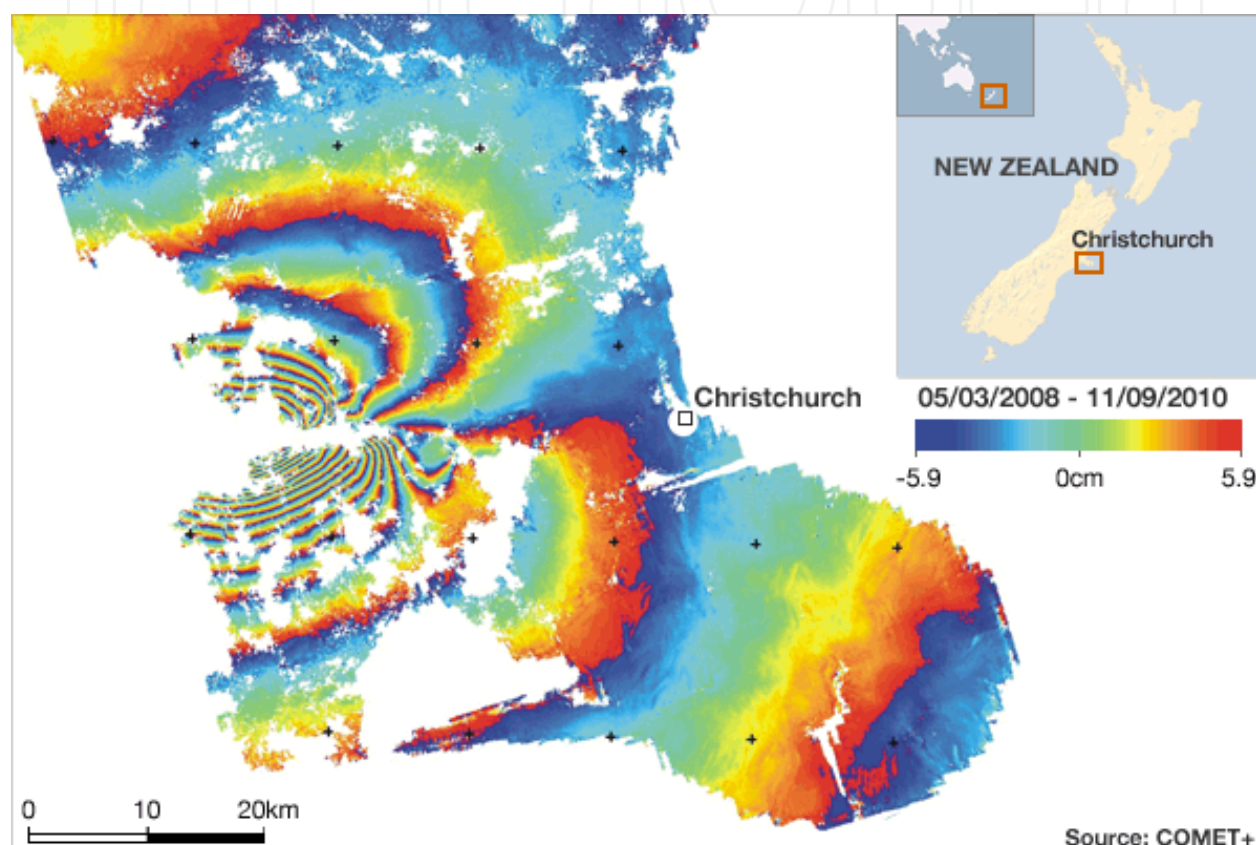 NEW ZEALAND
Christchurch
05/03/2008 - 11/09/2010
-5.9 0cm 5.9
Christchurch
0 10 20km
Source: COMET+